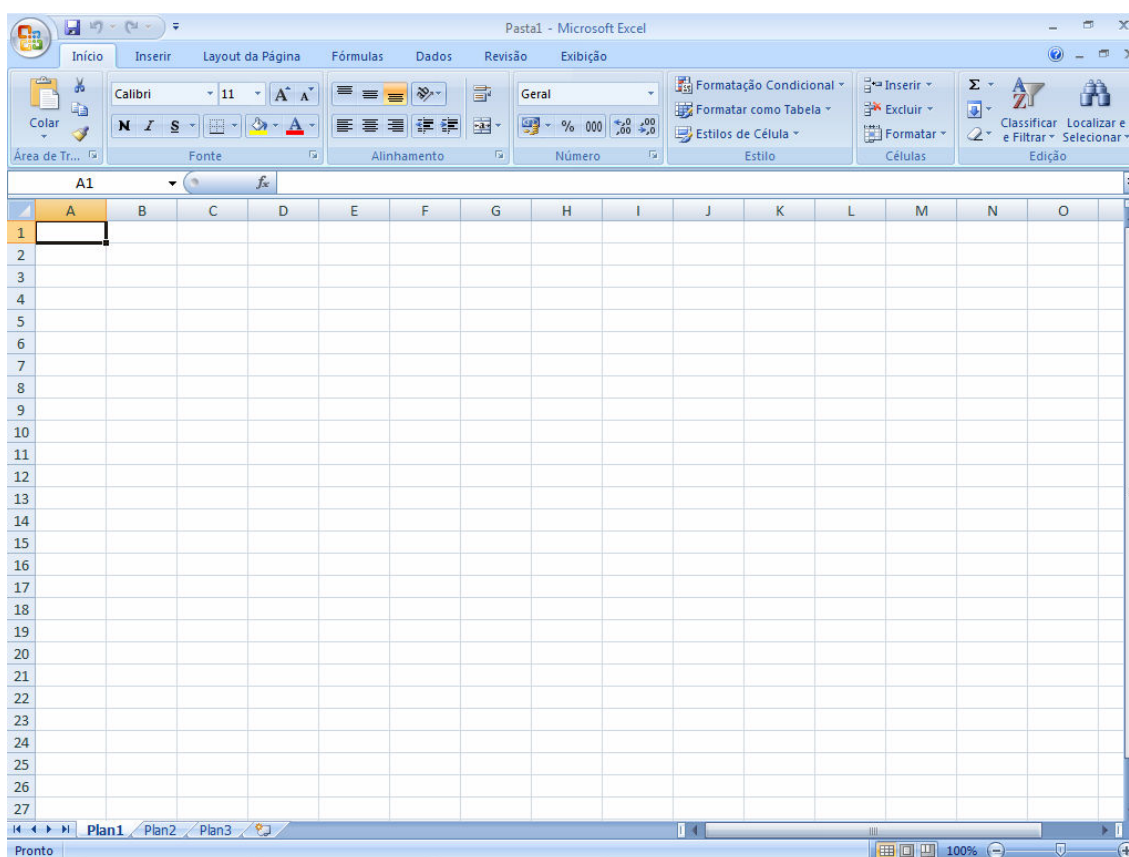 Pasta1 - Microsoft Excel
Início Inserir Layout da Página Fórmulas Dados Revisão Exibição
Colar
Área de Tr...
Calibri 11 A A
N I S A
Fonte
Alinhamento
Geral
% 000 ,00 ,0
Número
Formatação Condicional
Formatar como Tabela
Estilos de Célula
Estilo
Inserir
Excluir
Formatar
Células
Σ
A
Z
Classificar e Filtrar
Localizar e Selecionar
Edição
A1 fx
A B C D E F G H I J K L M N O
1
2
3
4
5
6
7
8
9
10
11
12
13
14
15
16
17
18
19
20
21
22
23
24
25
26
27
Plan1 Plan2 Plan3
Pronto 100%